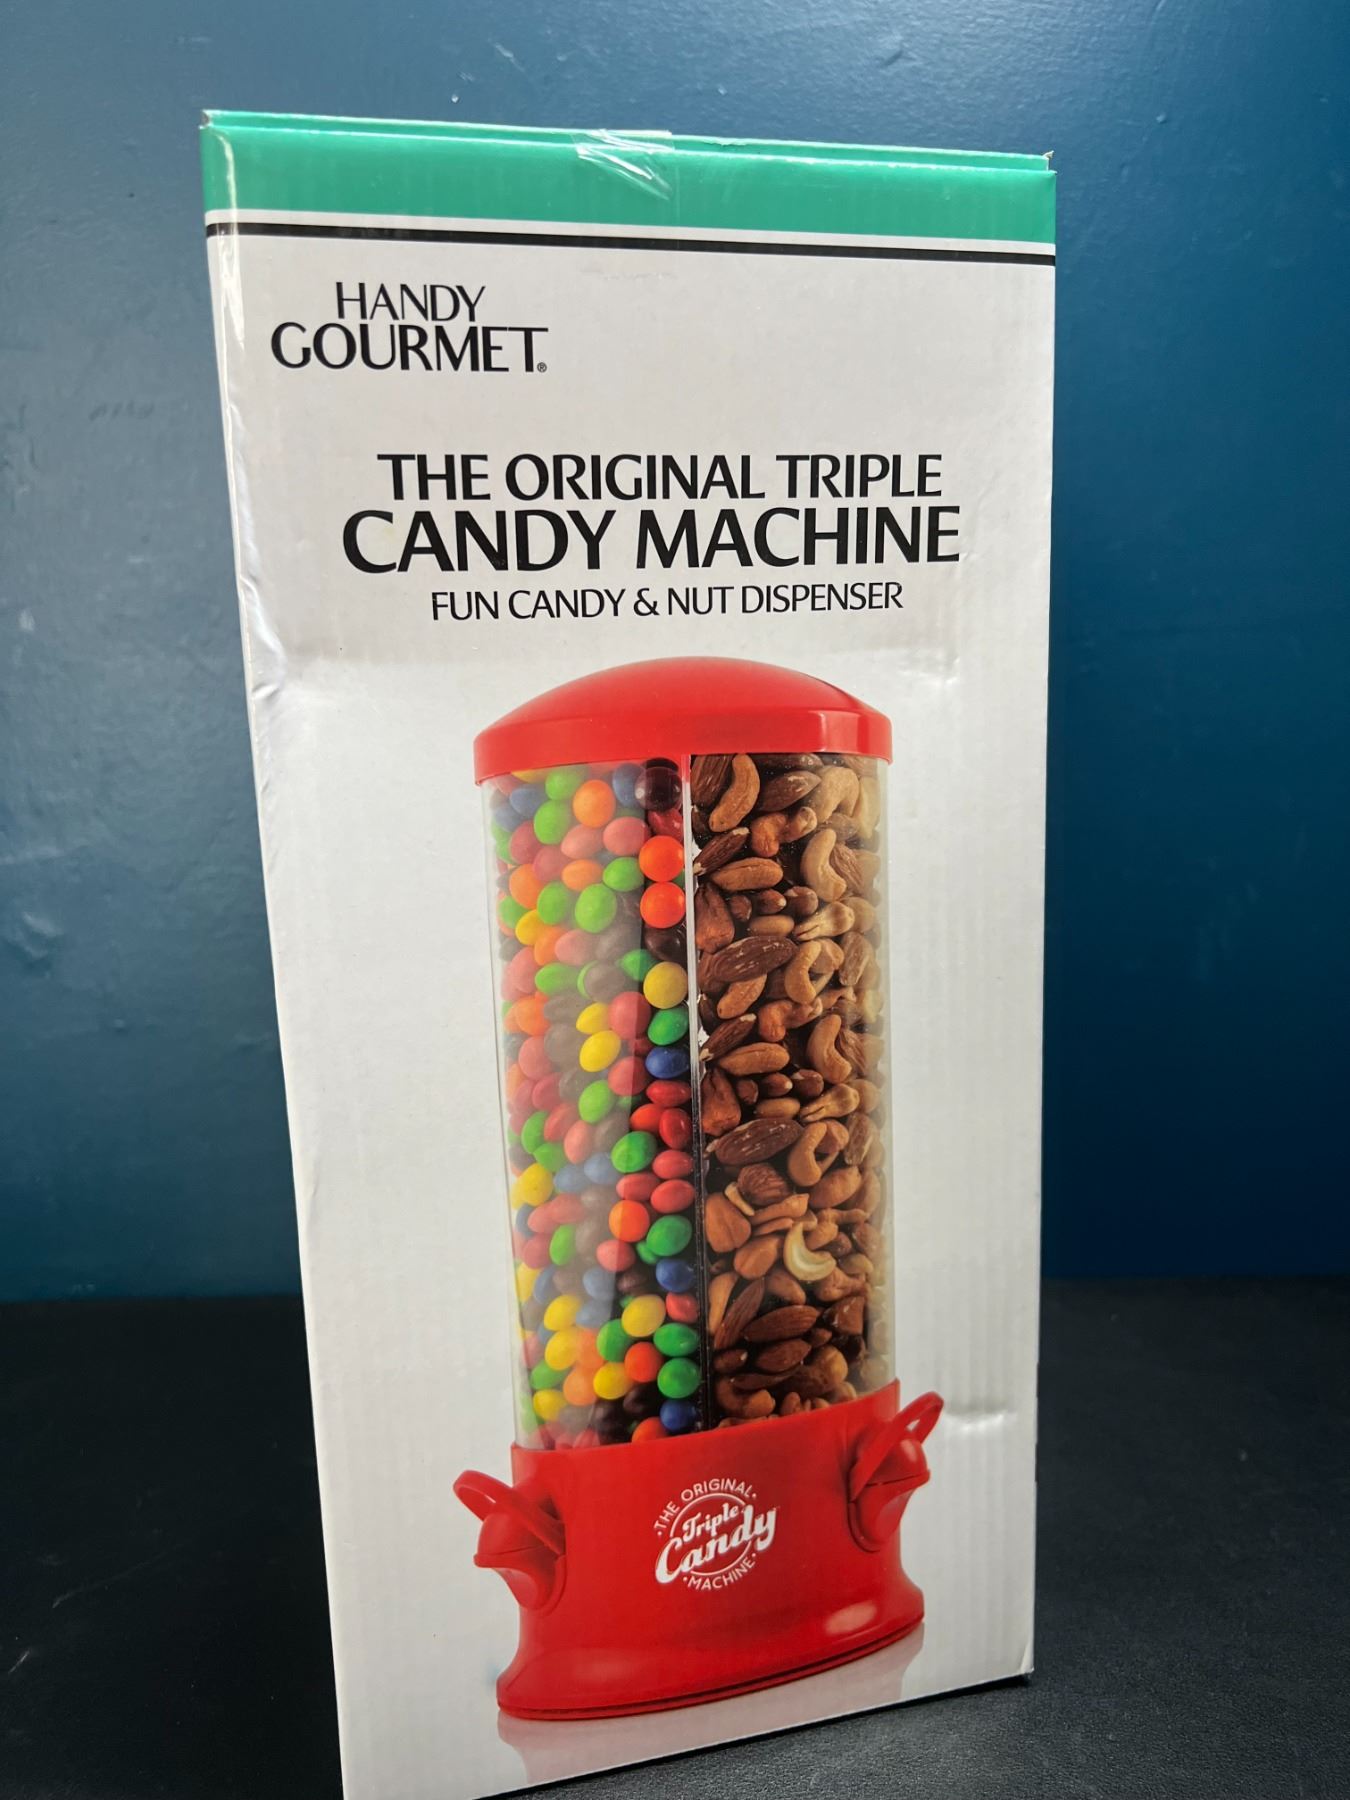 HANDY
GOURMET®
THE ORIGINAL TRIPLE
CANDY MACHINE
FUN CANDY & NUT DISPENSER
•THE ORIGINAL•
Triple
Candy
•MACHINE•